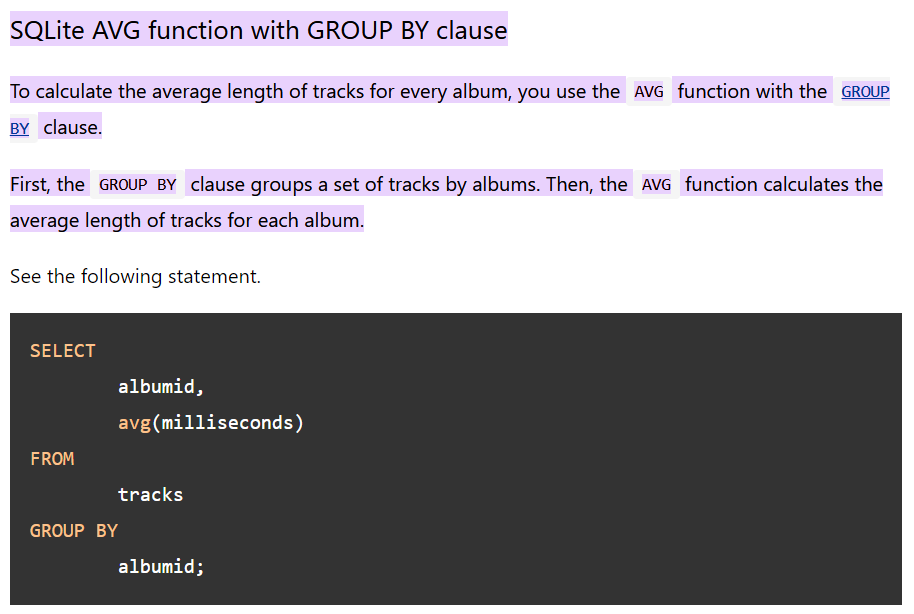 SQLite AVG function with GROUP BY clause
To calculate the average length of tracks for every album, you use the AVG function with the GROUP
BY clause.
First, the GROUP BY clause groups a set of tracks by albums. Then, the AVG function calculates the
average length of tracks for each album.
See the following statement.
SELECT
albumid,
avg(milliseconds)
FROM
tracks
GROUP BY
albumid;